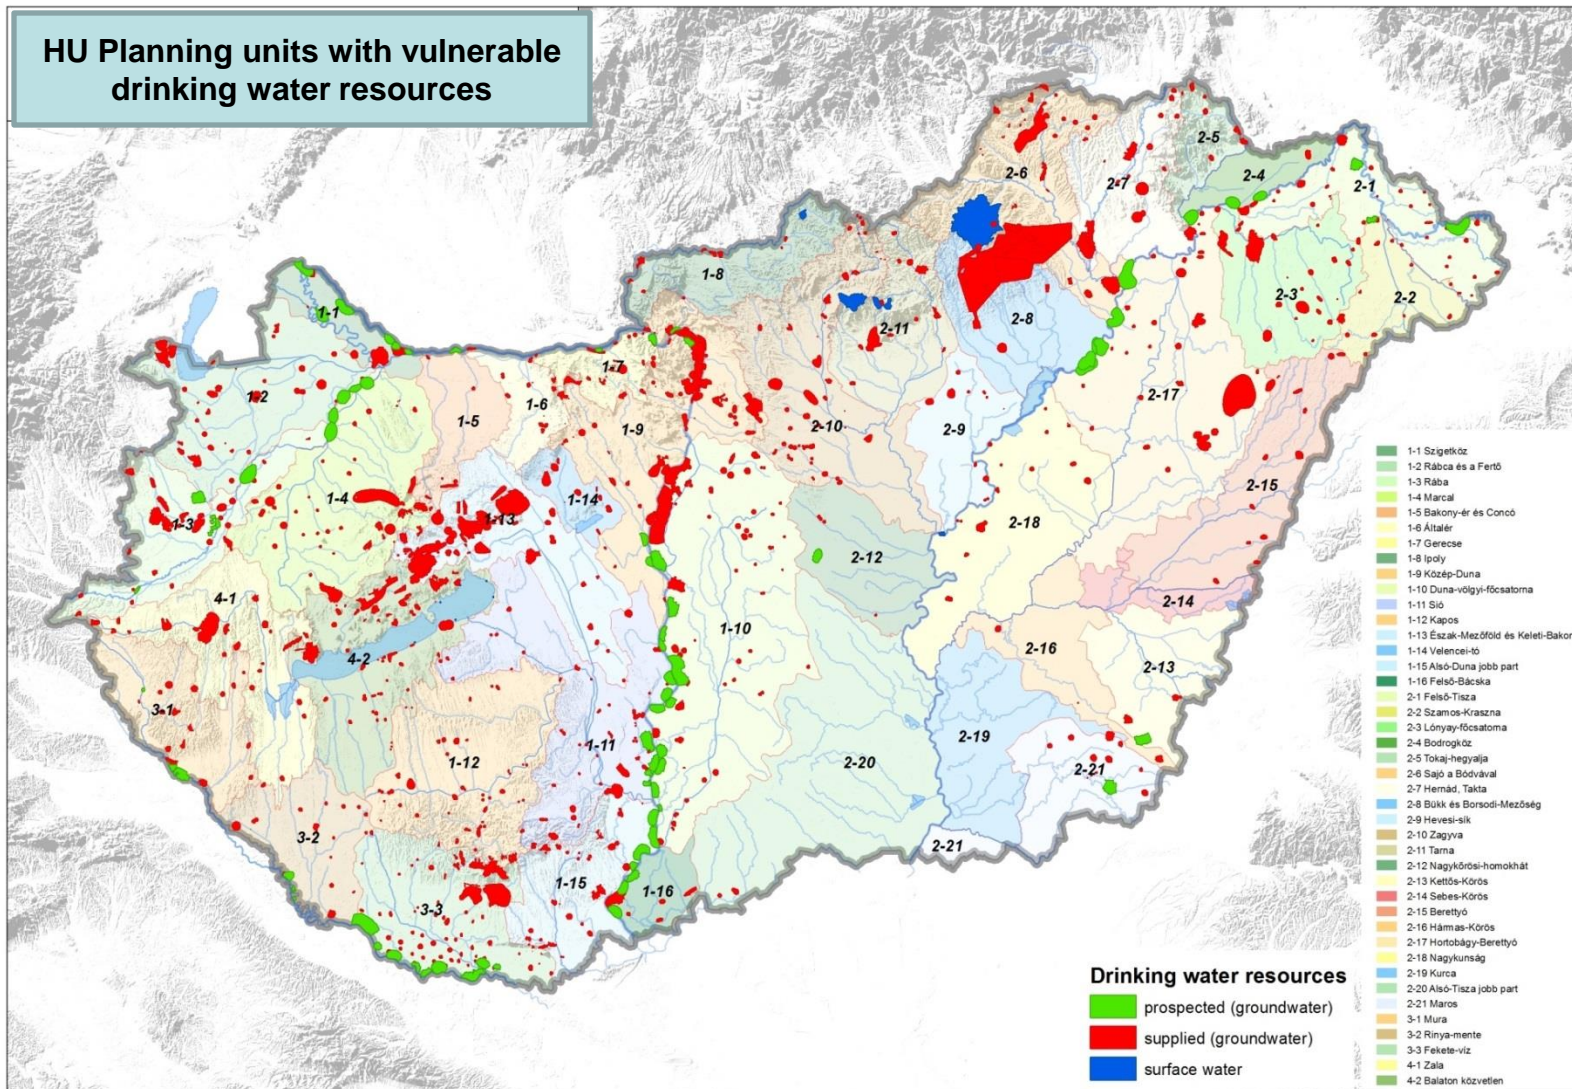 HU Planning units with vulnerable
drinking water resources
2-5
2-6
2-4
2-7
2-1
1-8
2-3
2-2
1-1
2-8
2-11
1-7
1-2
1-6
2-17
1-5
1-9
2-10
2-9
2-15
1-4
1-14
1-13
1-3
2-18
2-12
4-1
2-14
1-10
2-16
4-2
2-13
3-1
2-19
1-11
2-20
1-12
2-21
3-2
2-21
1-15
1-16
3-3
1-1 Szigetköz
1-2 Rábca és a Fertő
1-3 Rába
1-4 Marcal
1-5 Bakony-ér és Concó
1-6 Általér
1-7 Gerecse
1-8 Ipoly
1-9 Közép-Duna
1-10 Duna-völgyi-főcsatorna
1-11 Sió
1-12 Kapos
1-13 Észak-Mezőföld és Keleti-Bakony
1-14 Velencei-tó
1-15 Alsó-Duna jobb part
1-16 Felső-Bácska
2-1 Felső-Tisza
2-2 Szamos-Kraszna
2-3 Lónyay-főcsatorna
2-4 Bodrogköz
2-5 Tokaj-hegyalja
2-6 Sajó a Bódvával
2-7 Hernád, Takta
2-8 Bükk és Borsodi-Mezőség
2-9 Hevesi-sík
2-10 Zagyva
2-11 Tarna
2-12 Nagykőrösi-homokhát
2-13 Kettős-Körös
2-14 Sebes-Körös
2-15 Berettyó
2-16 Hármas-Körös
2-17 Hortobágy-Berettyó
2-18 Nagykunság
2-19 Kurca
2-20 Alsó-Tisza jobb part
2-21 Maros
3-1 Mura
3-2 Rinya-mente
3-3 Fekete-víz
4-1 Zala
4-2 Balaton közvetlen
Drinking water resources
prospected (groundwater)
supplied (groundwater)
surface water